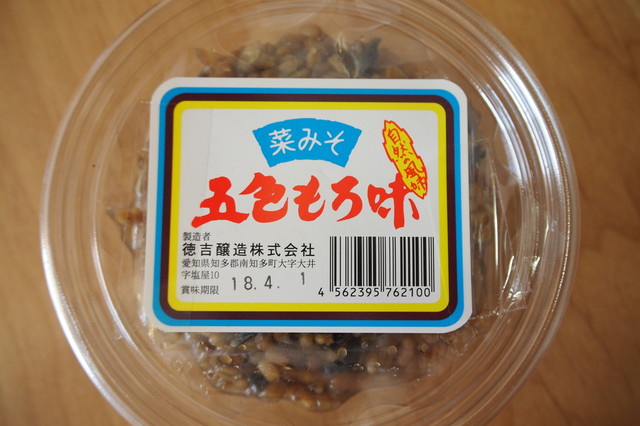 菜みそ
自然の風味
五色もろ味
製造者
徳吉醸造株式会社
愛知県知多郡南知多町大字大井
字塩屋10
賞味期限 18.4. 1
4 562395 762100